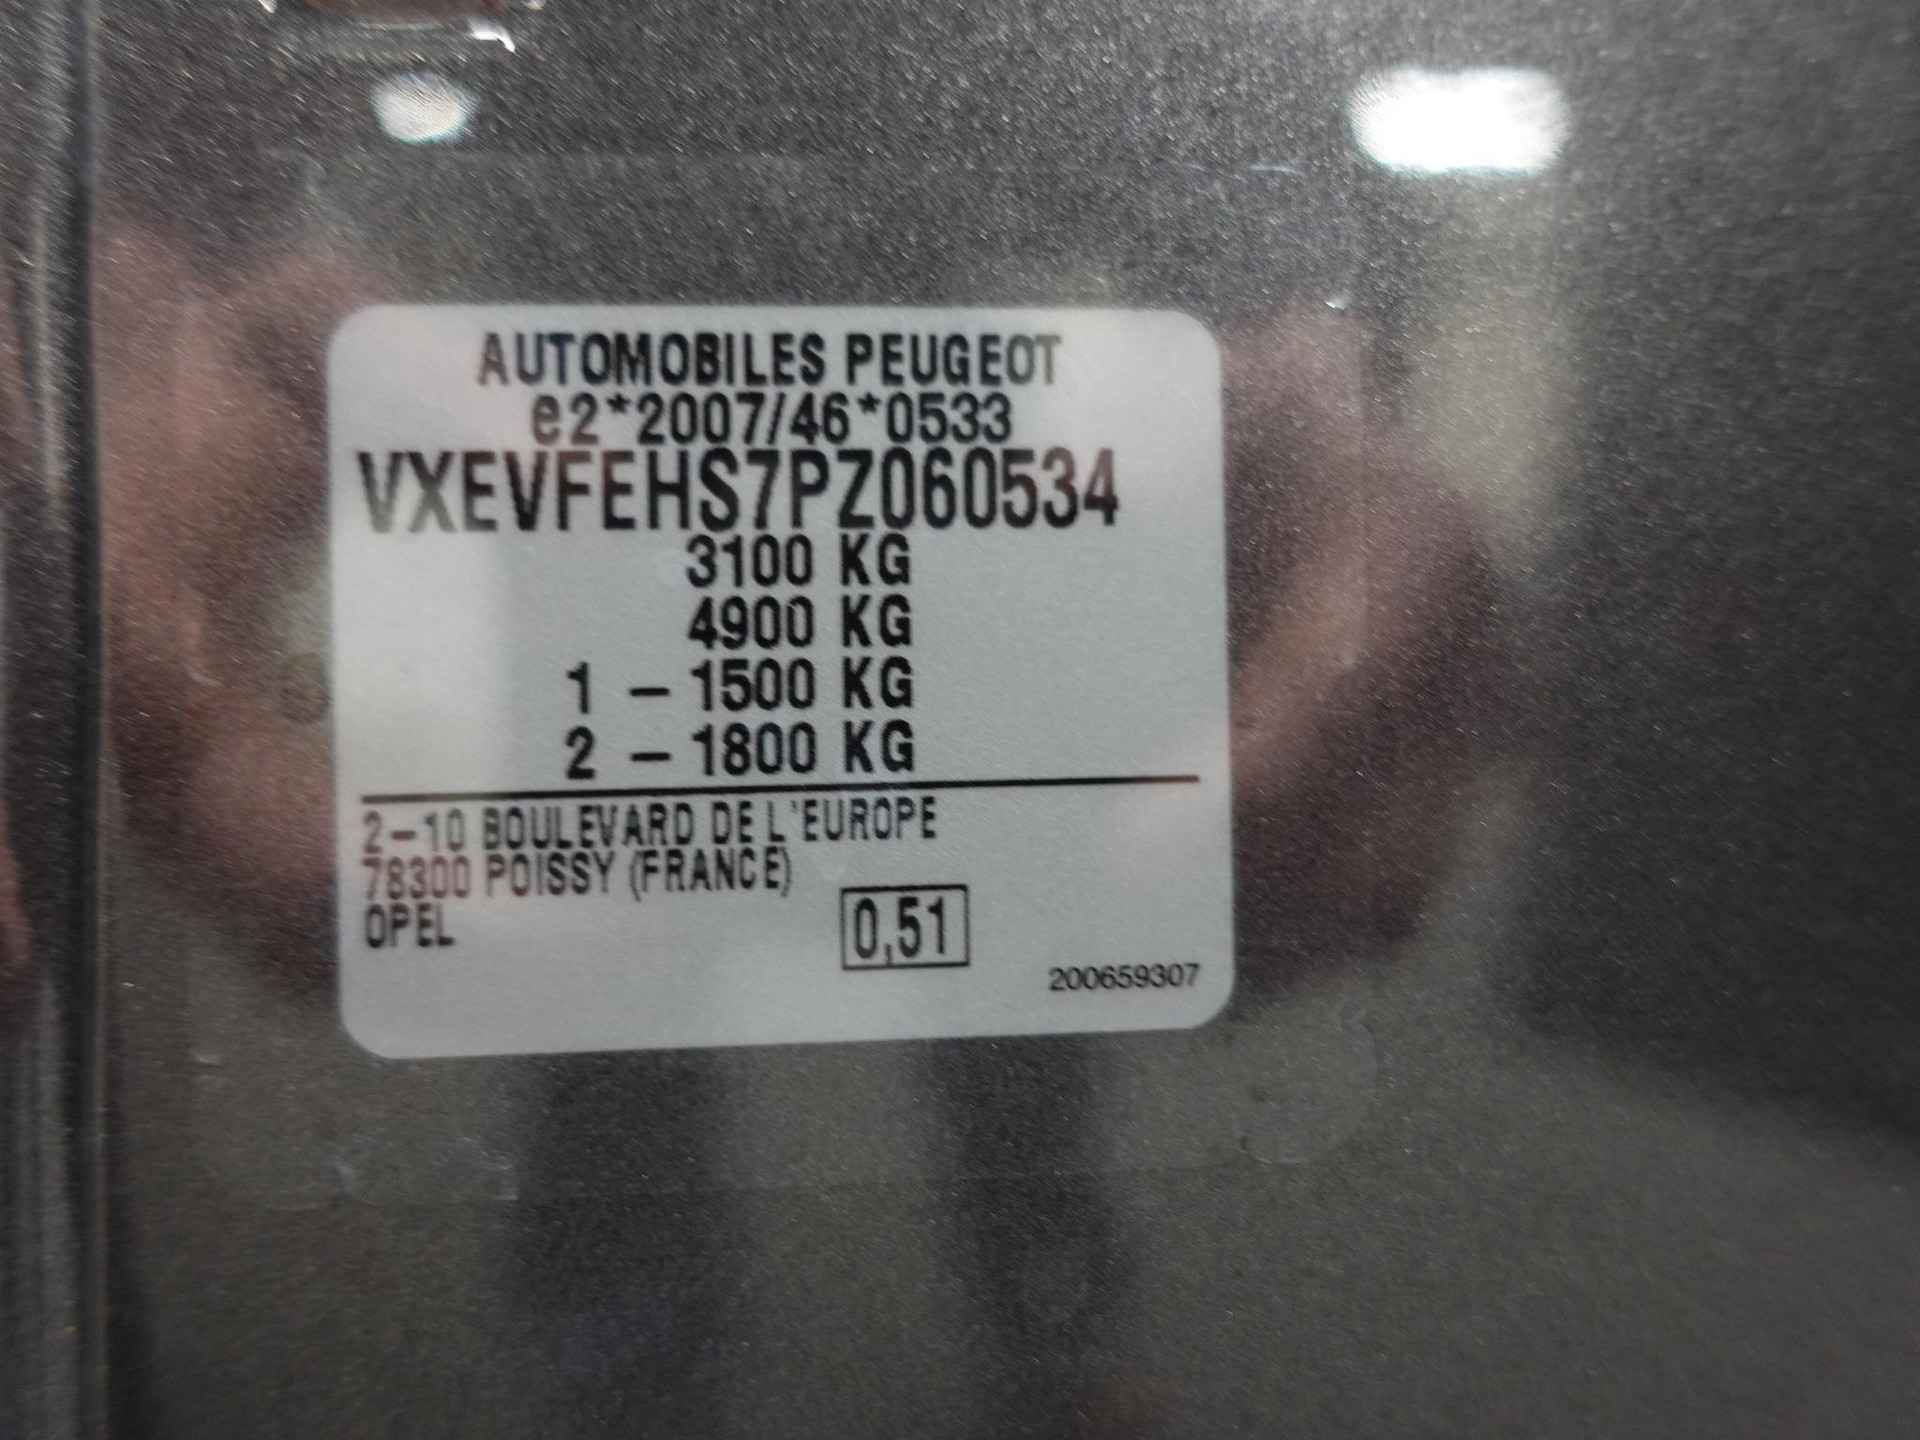 AUTOMOBILES PEUGEOT
e2*2007/46*0533
VXEVFEHS7PZ060534
3100 KG
4900 KG
1 – 1500 KG
2 – 1800 KG
2-10 BOULEVARD DE L'EUROPE
78300 POISSY (FRANCE)
OPEL
0,51
200659307